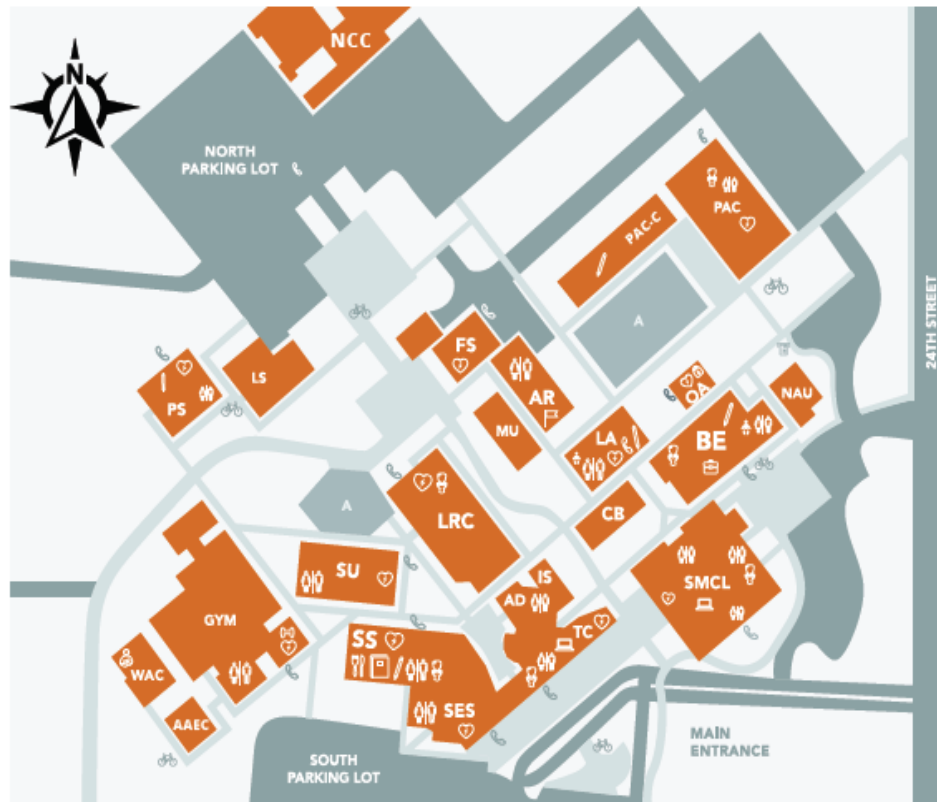 NCC
N
NORTH
PARKING LOT
PAC
PAC-C
A
24TH STREET
FS
LS
PS
AR
OA
NAU
MU
LA
BE
LRC
A
CB
SU
IS
AD
SMCL
GYM
TC
SS
WAC
SES
AAEC
MAIN
ENTRANCE
SOUTH
PARKING LOT